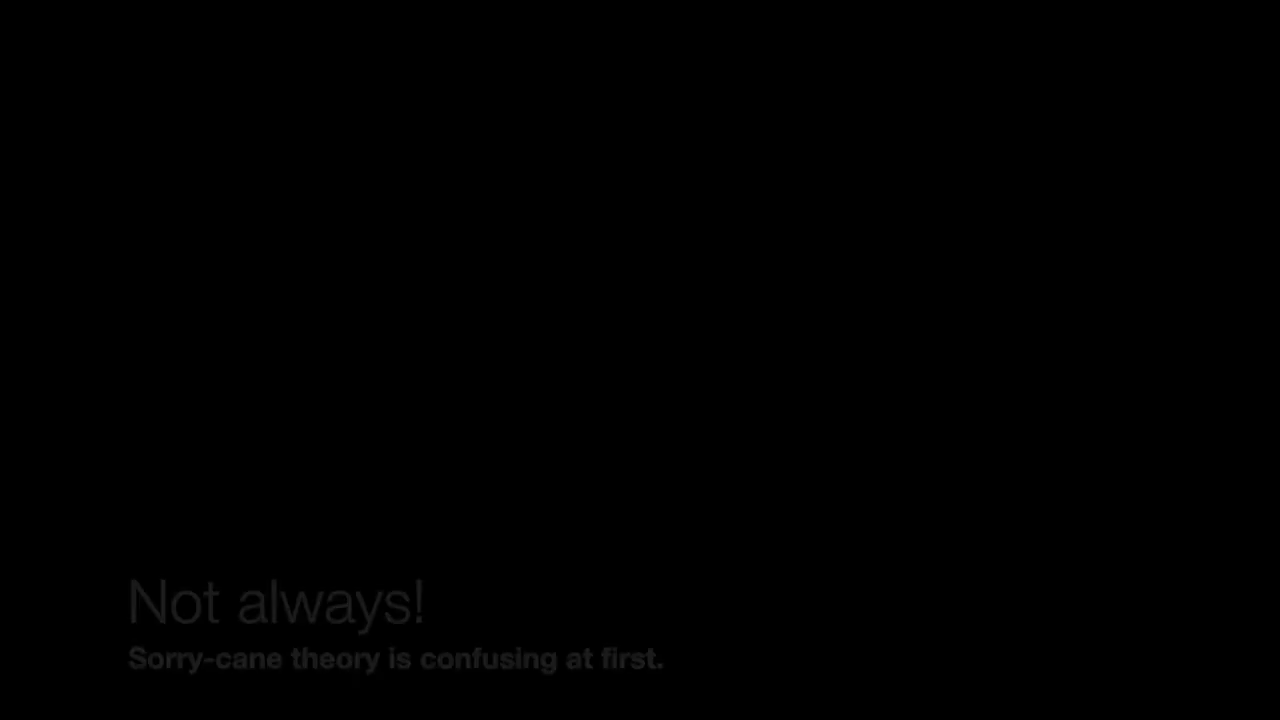 Not always!
Sorry-cane theory is confusing at first.